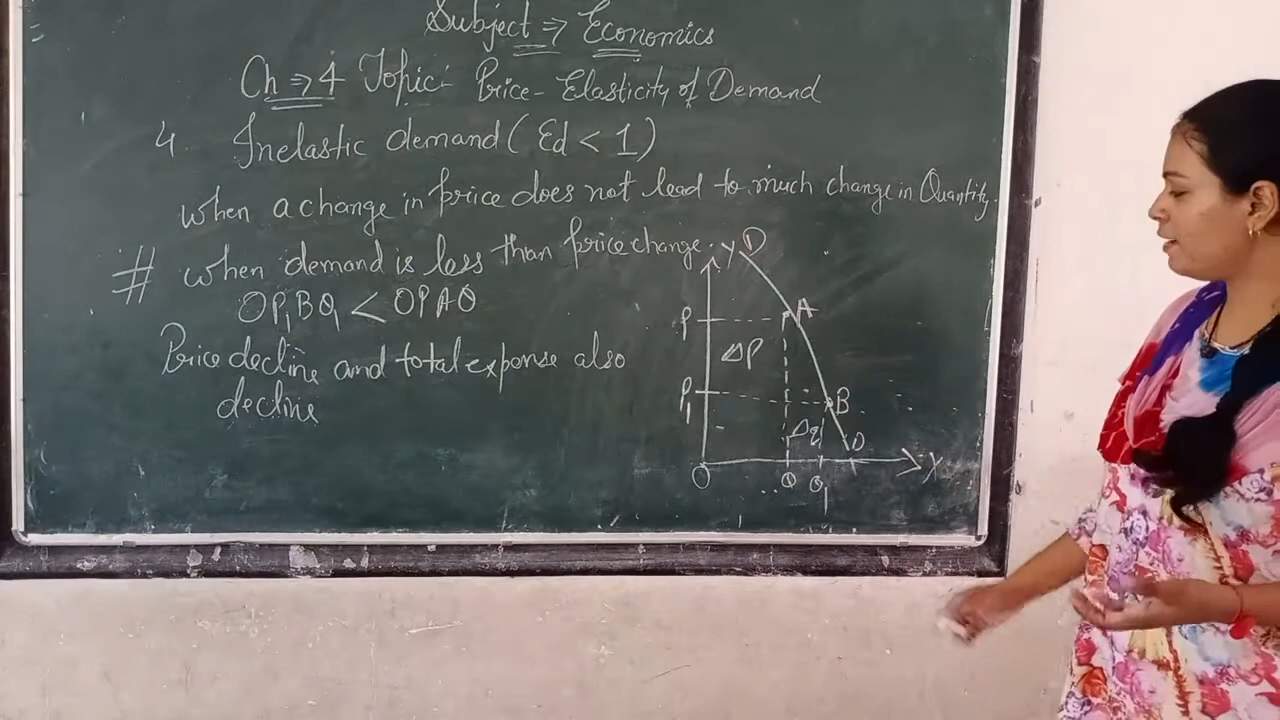 Subject ⇒ Economics
Ch ⇒ 4 Topic:- Price - Elasticity of Demand
4. Inelastic demand ( Ed < 1 )
when a change in price does not lead to much change in Quantity.
# when demand is less than price change.
OP₁BQ₁ < OPAQ
Price decline and total expense also
decline
Y D
P A
ΔP
P₁ B
Δq D
O Q Q₁ X